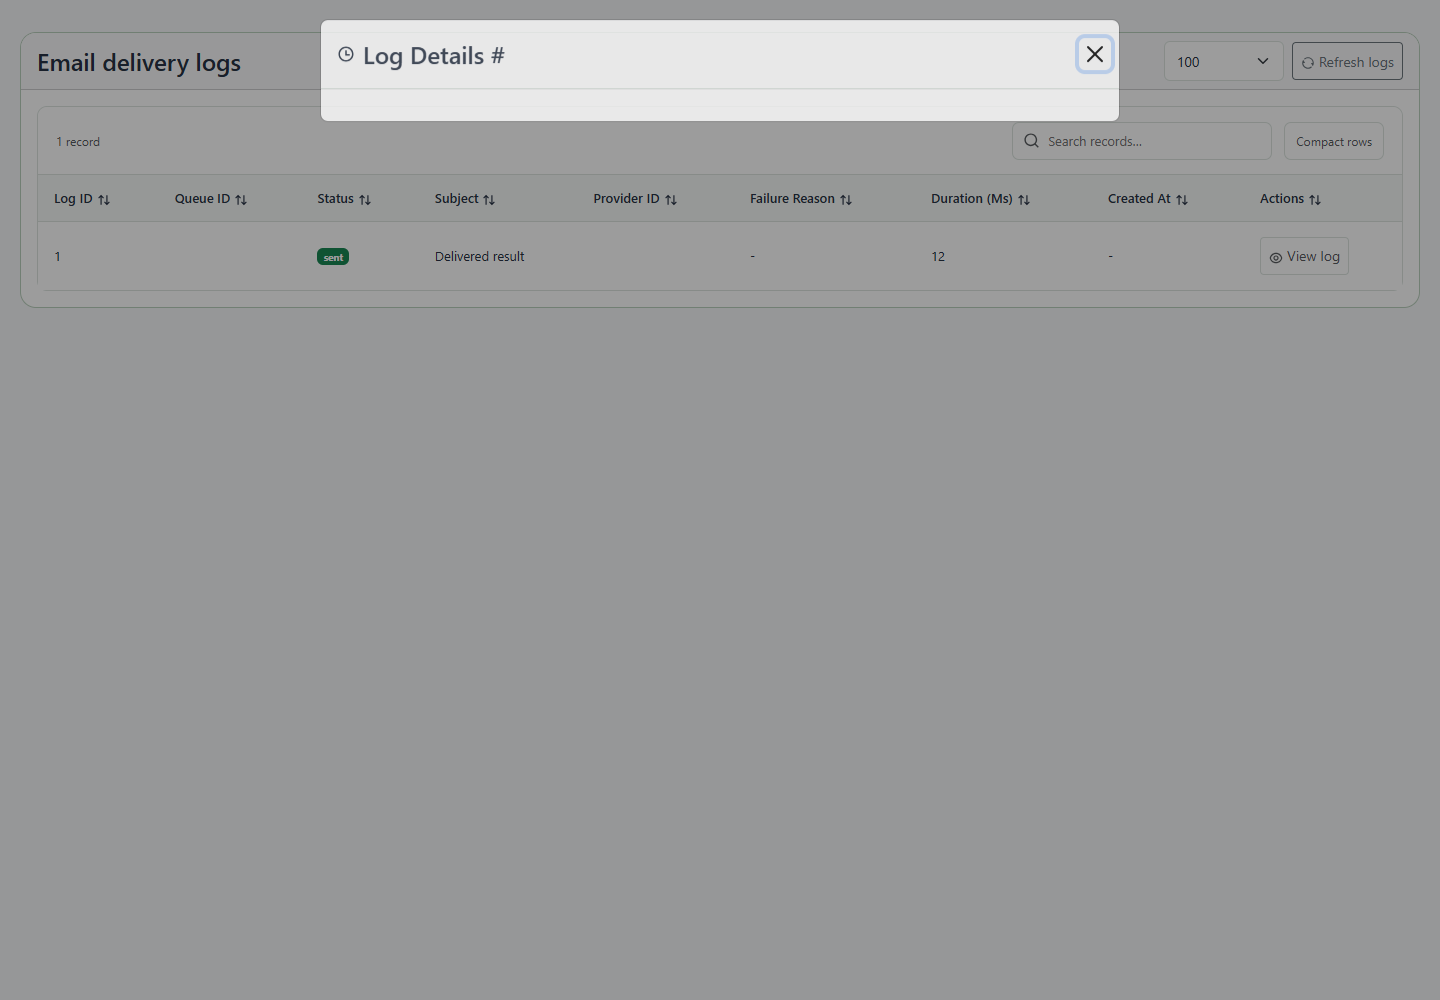 Log Details #
Email delivery logs
100
Refresh logs
1 record
Search records...
Compact rows
Log ID Queue ID Status Subject Provider ID Failure Reason Duration (Ms) Created At Actions
1 sent Delivered result - 12 - View log